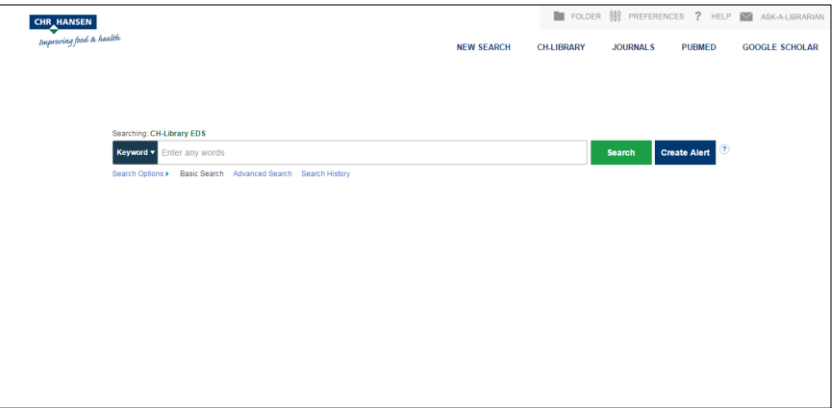 CHR HANSEN
Improving food & health
FOLDER PREFERENCES ? HELP ASK-A-LIBRARIAN
NEW SEARCH CH-LIBRARY JOURNALS PUBMED GOOGLE SCHOLAR
Searching: CH-Library EDS
Keyword Enter any words Search Create Alert ?
Search Options Basic Search Advanced Search Search History